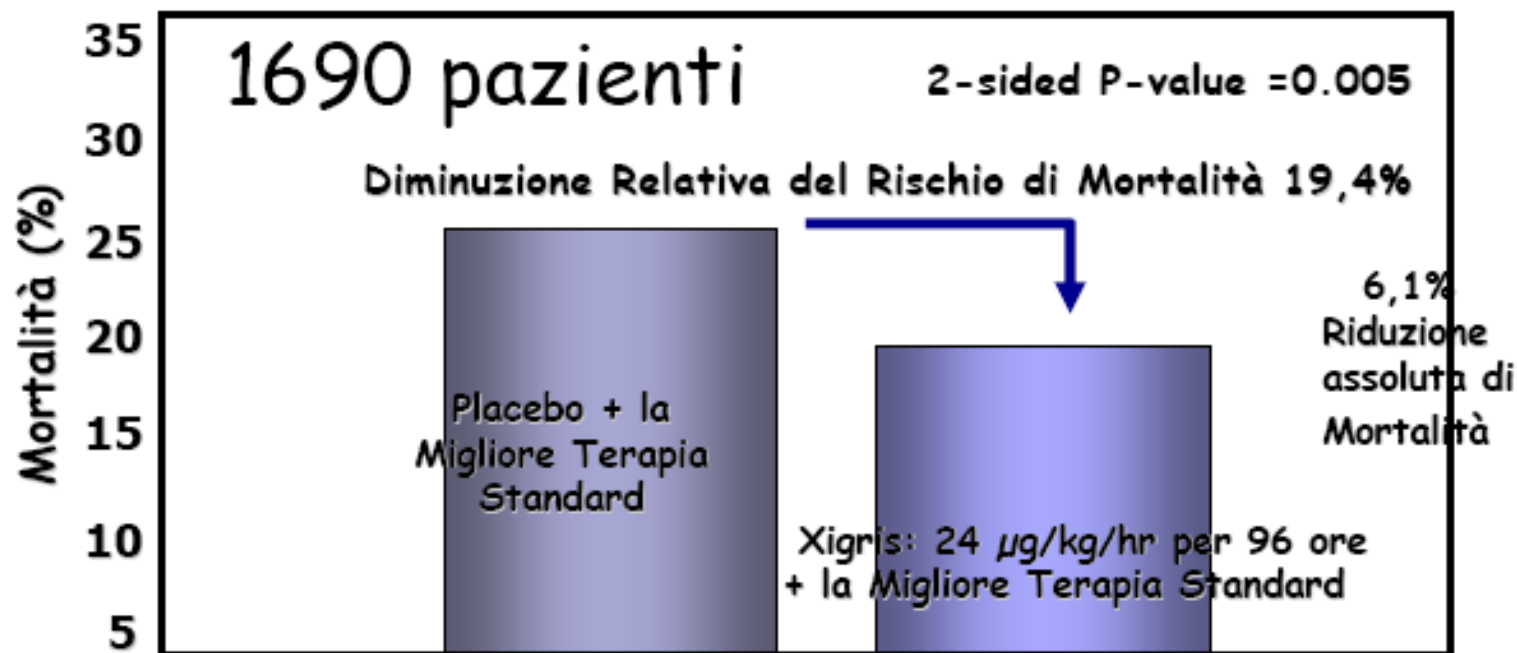 35
1690 pazienti
2-sided P-value =0.005
30
Diminuzione Relativa del Rischio di Mortalità 19,4%
Mortalità (%)
25
6,1%
Riduzione
assoluta di
Mortalità
20
Placebo + la
Migliore Terapia
Standard
15
10
Xigris: 24 µg/kg/hr per 96 ore
+ la Migliore Terapia Standard
5